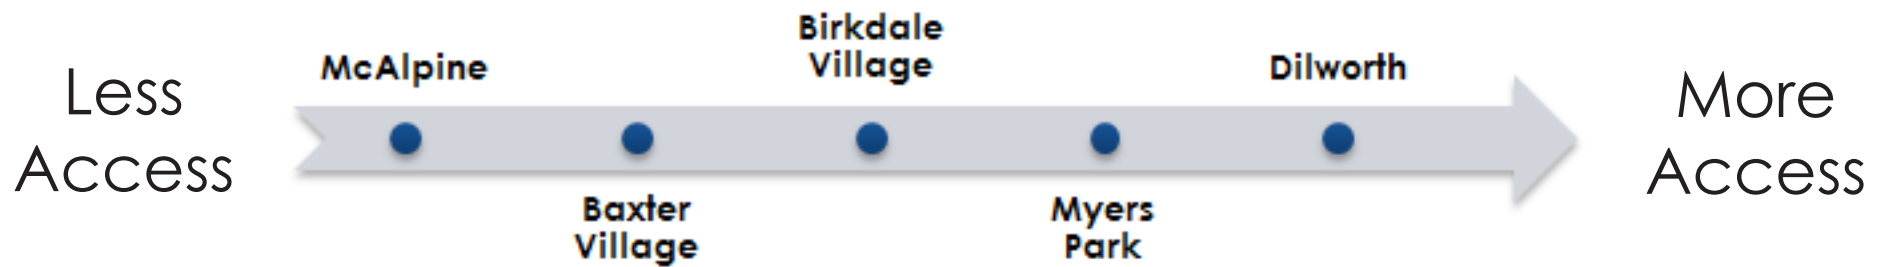 Less
Access
McAlpine
Baxter
Village
Birkdale
Village
Myers
Park
Dilworth
More
Access